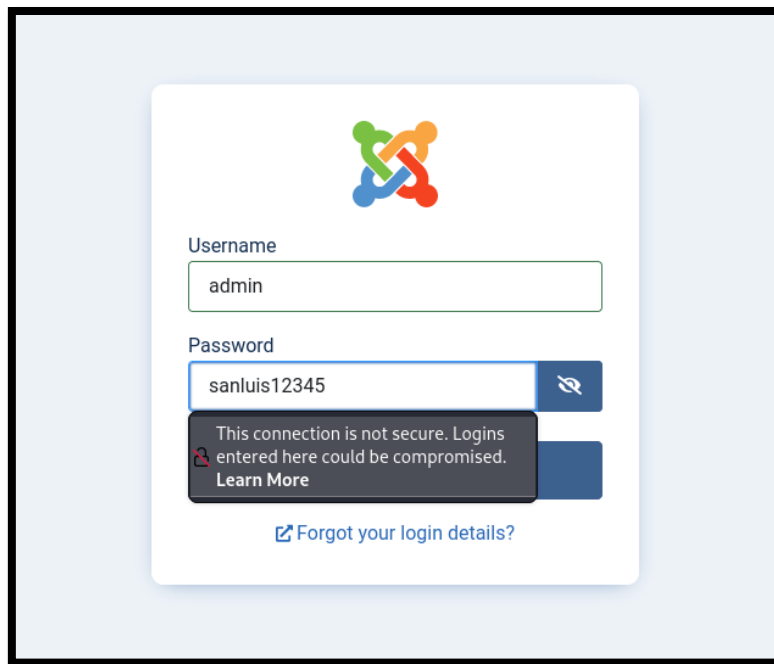 Username
admin
Password
sanluis12345
This connection is not secure. Logins
entered here could be compromised.
Learn More
Forgot your login details?